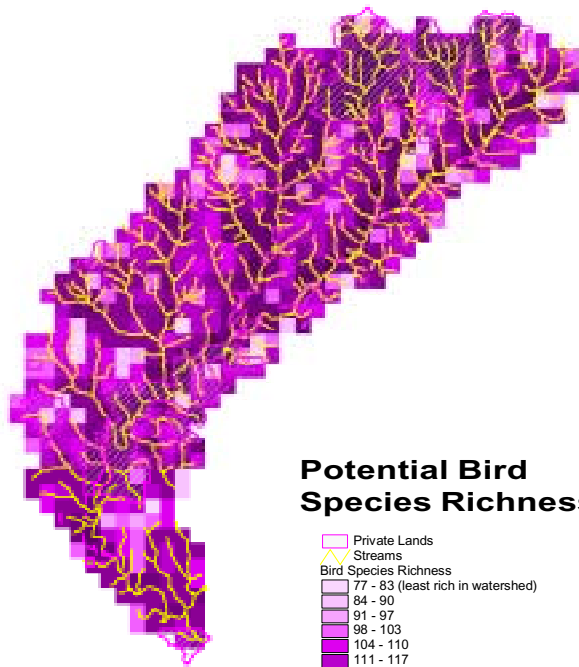 Potential Bird
Species Richness
Private Lands
Streams
Bird Species Richness
77 - 83 (least rich in watershed)
84 - 90
91 - 97
98 - 103
104 - 110
111 - 117